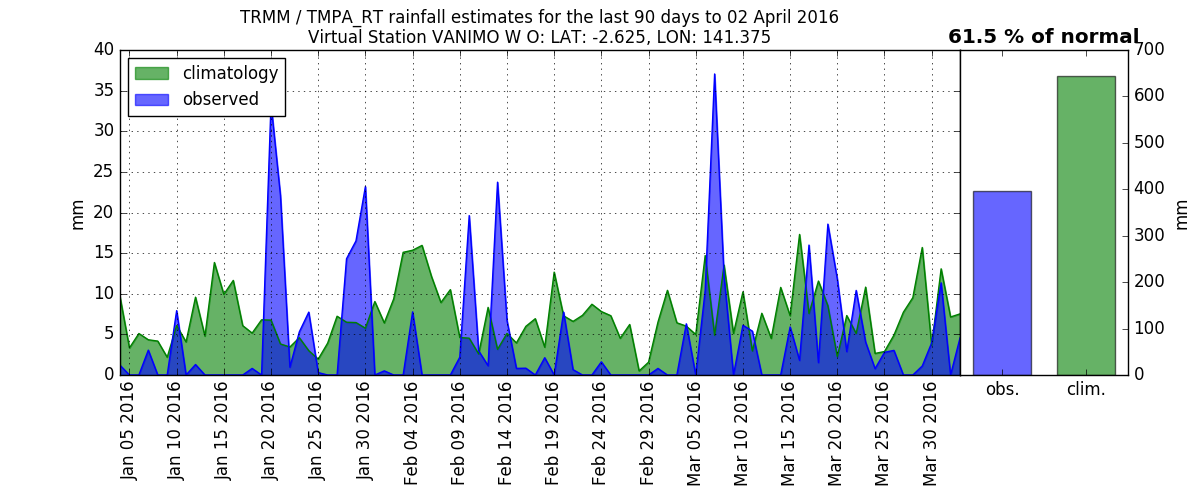 TRMM / TMPA_RT rainfall estimates for the last 90 days to 02 April 2016
Virtual Station VANIMO W O: LAT: -2.625, LON: 141.375
61.5 % of normal
climatology
observed
mm
40
35
30
25
20
15
10
5
0
Jan 05 2016
Jan 10 2016
Jan 15 2016
Jan 20 2016
Jan 25 2016
Jan 30 2016
Feb 04 2016
Feb 09 2016
Feb 14 2016
Feb 19 2016
Feb 24 2016
Feb 29 2016
Mar 05 2016
Mar 10 2016
Mar 15 2016
Mar 20 2016
Mar 25 2016
Mar 30 2016
obs.
clim.
700
600
500
400
300
200
100
0
mm